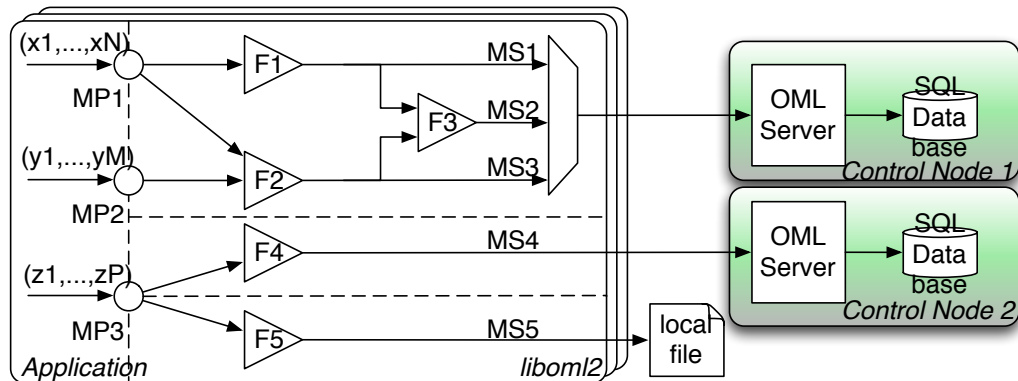 (x1,...,xN)
MP1
F1
MS1
F3
MS2
(y1,...,yM)
MP2
F2
MS3
F4
MS4
(z1,...,zP)
MP3
F5
MS5
Application
liboml2
local
file
OML
Server
SQL
Data
base
Control Node 1
OML
Server
SQL
Data
base
Control Node 2